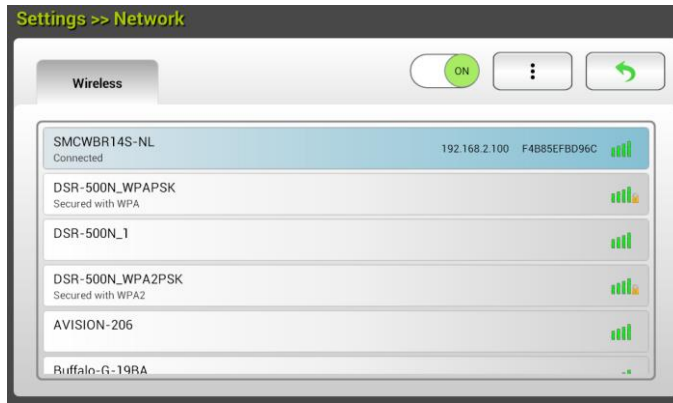 Settings >> Network
Wireless
ON
SMCWBR14S-NL
Connected
192.168.2.100 F4B85EFBD96C
DSR-500N_WPAPSK
Secured with WPA
DSR-500N_1
DSR-500N_WPA2PSK
Secured with WPA2
AVISION-206
Buffalo-G-19BA